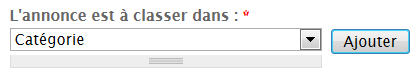 L'annonce est à classer dans : *
Catégorie
Ajouter